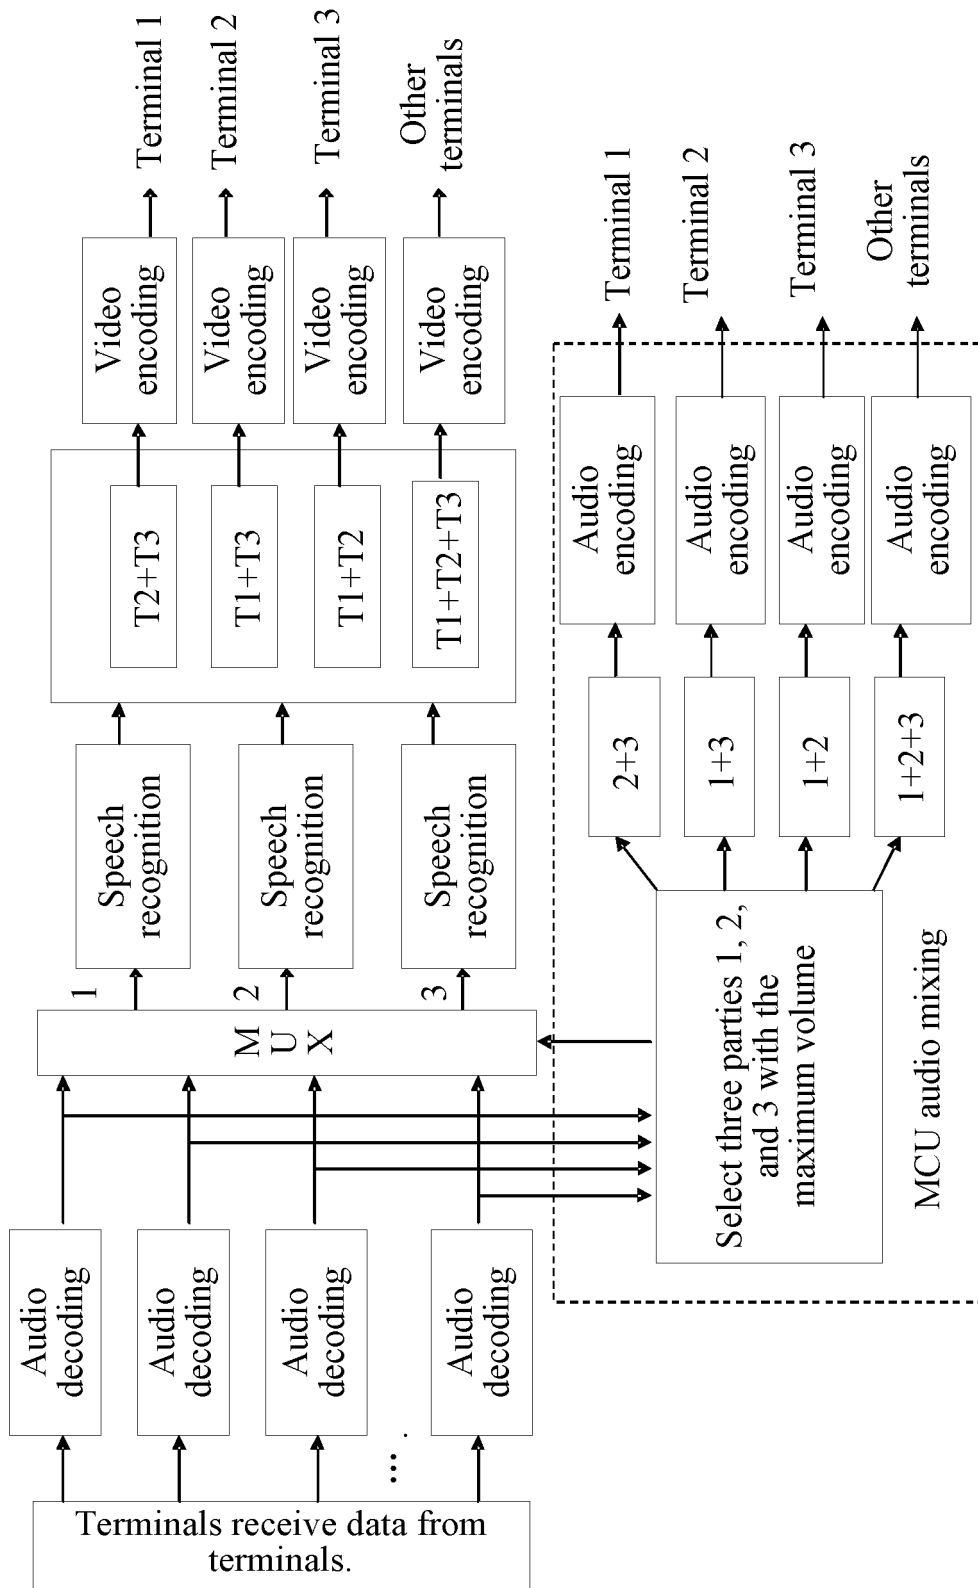 Terminals receive data from
terminals.
Audio
decoding
Audio
decoding
Audio
decoding
... .
Audio
decoding
M
U
X
1
2
3
Speech
recognition
Speech
recognition
Speech
recognition
T2+T3
T1+T3
T1+T2
T1+T2+T3
Video
encoding
Video
encoding
Video
encoding
Video
encoding
Terminal 1
Terminal 2
Terminal 3
Other
terminals
Select three parties 1, 2,
and 3 with the
maximum volume
MCU audio mixing
2+3
1+3
1+2
1+2+3
Audio
encoding
Audio
encoding
Audio
encoding
Audio
encoding
Terminal 1
Terminal 2
Terminal 3
Other
terminals